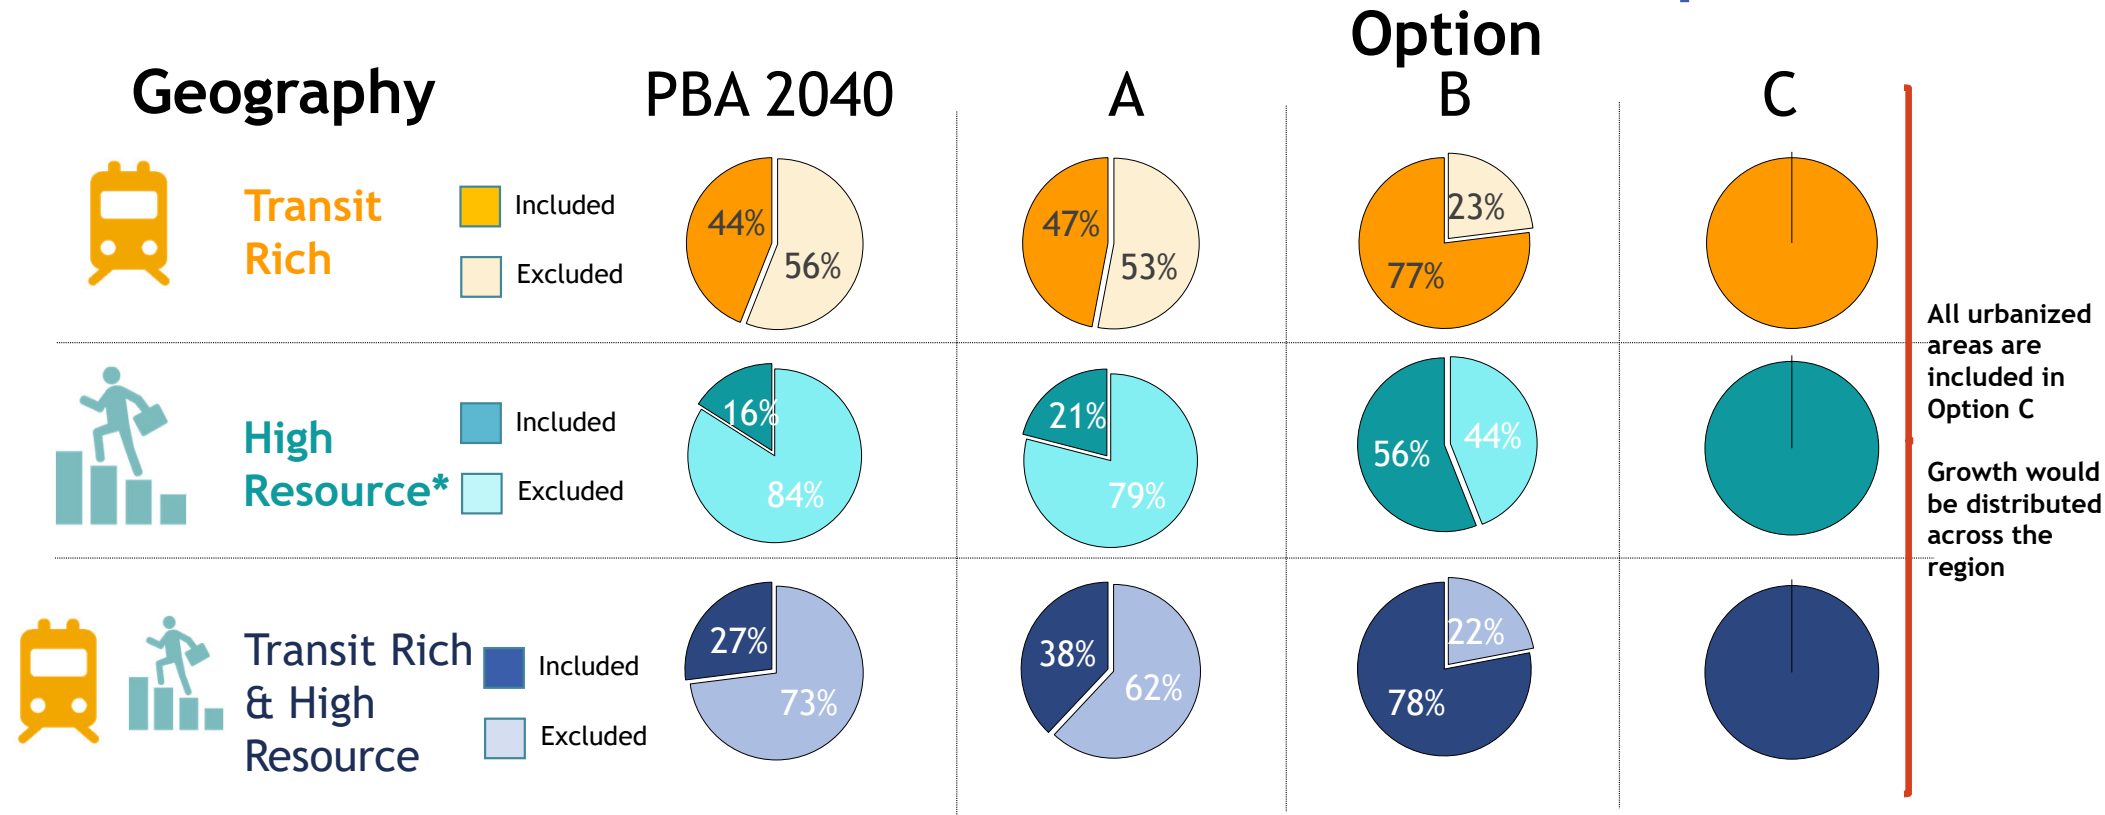 Option
Geography
PBA 2040
A
B
C
Transit
Rich
Included
Excluded
44%
56%
47%
53%
23%
77%
High
Resource*
Included
Excluded
16%
84%
21%
79%
56%
44%
Transit Rich
& High
Resource
Included
Excluded
27%
73%
38%
62%
22%
78%
All urbanized
areas are
included in
Option C
Growth would
be distributed
across the
region